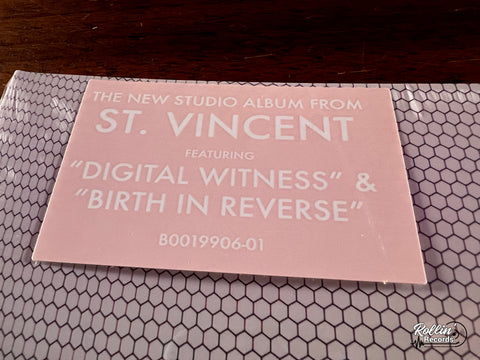 THE NEW STUDIO ALBUM FROM
ST. VINCENT
FEATURING
“DIGITAL WITNESS” &
“BIRTH IN REVERSE”
B0019906-01
Rollin'
Records